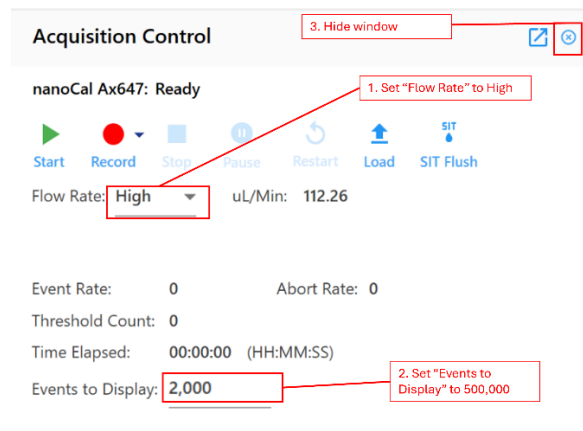 3. Hide window
Acquisition Control
nanoCal Ax647: Ready
1. Set “Flow Rate” to High
SIT
Start Record Stop Pause Restart Load SIT Flush
Flow Rate: High uL/Min: 112.26
Event Rate: 0 Abort Rate: 0
Threshold Count: 0
Time Elapsed: 00:00:00 (HH:MM:SS)
Events to Display: 2,000
2. Set “Events to
Display” to 500,000